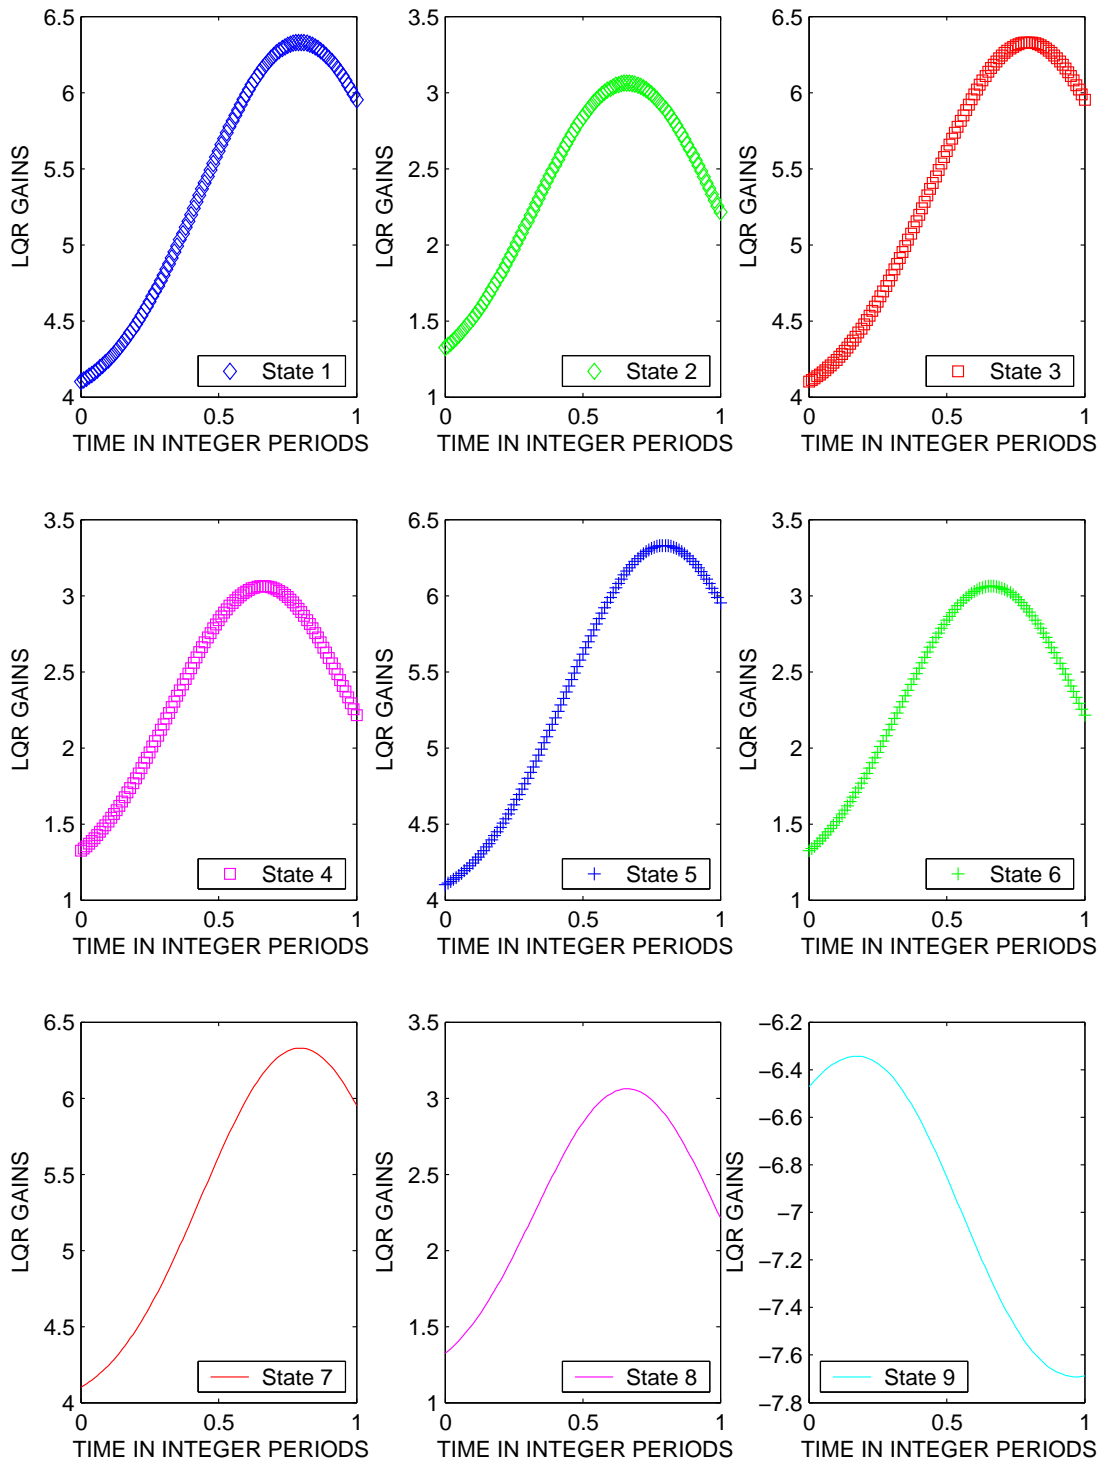 6.5
6
5.5
5
4.5
4
LQR GAINS
State 1
0 0.5 1
TIME IN INTEGER PERIODS
3.5
3
2.5
2
1.5
1
LQR GAINS
State 2
0 0.5 1
TIME IN INTEGER PERIODS
6.5
6
5.5
5
4.5
4
LQR GAINS
State 3
0 0.5 1
TIME IN INTEGER PERIODS
3.5
3
2.5
2
1.5
1
LQR GAINS
State 4
0 0.5 1
TIME IN INTEGER PERIODS
6.5
6
5.5
5
4.5
4
LQR GAINS
State 5
0 0.5 1
TIME IN INTEGER PERIODS
3.5
3
2.5
2
1.5
1
LQR GAINS
State 6
0 0.5 1
TIME IN INTEGER PERIODS
6.5
6
5.5
5
4.5
4
LQR GAINS
State 7
0 0.5 1
TIME IN INTEGER PERIODS
3.5
3
2.5
2
1.5
1
LQR GAINS
State 8
0 0.5 1
TIME IN INTEGER PERIODS
−6.2
−6.4
−6.6
−6.8
−7
−7.2
−7.4
−7.6
−7.8
LQR GAINS
State 9
0 0.5 1
TIME IN INTEGER PERIODS